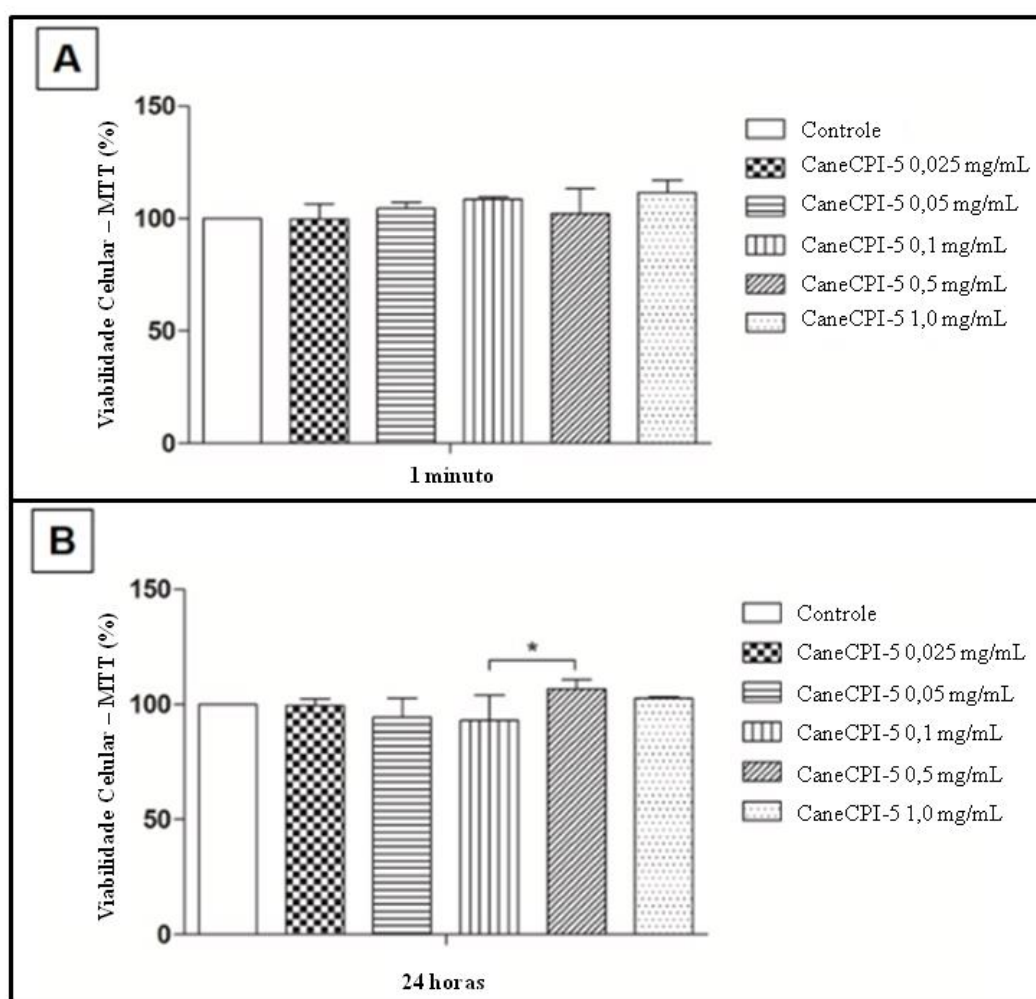 A
Viabilidade Celular – MTT (%)
150
100
50
0
1 minuto
Controle
CaneCPI-5 0,025 mg/mL
CaneCPI-5 0,05 mg/mL
CaneCPI-5 0,1 mg/mL
CaneCPI-5 0,5 mg/mL
CaneCPI-5 1,0 mg/mL
B
Viabilidade Celular – MTT (%)
150
100
50
0
*
24 horas
Controle
CaneCPI-5 0,025 mg/mL
CaneCPI-5 0,05 mg/mL
CaneCPI-5 0,1 mg/mL
CaneCPI-5 0,5 mg/mL
CaneCPI-5 1,0 mg/mL